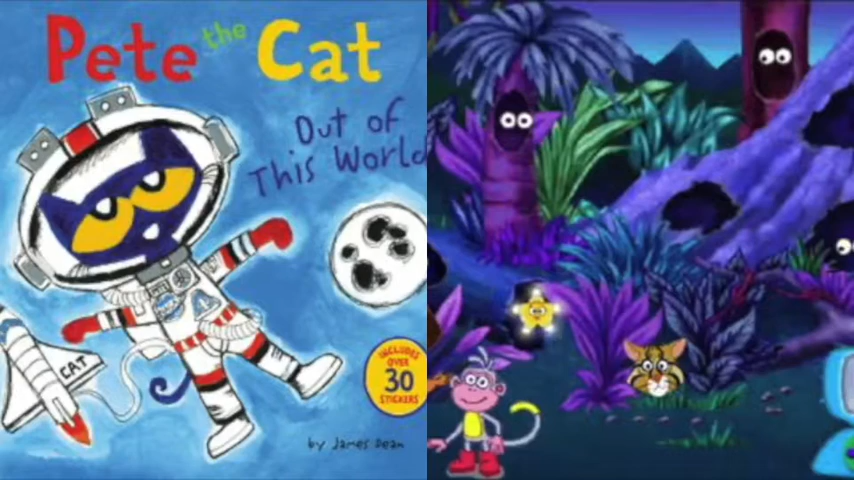 Pete the Cat
Out of
This World
CAT
INCLUDES
OVER
30
STICKERS
by James Dean